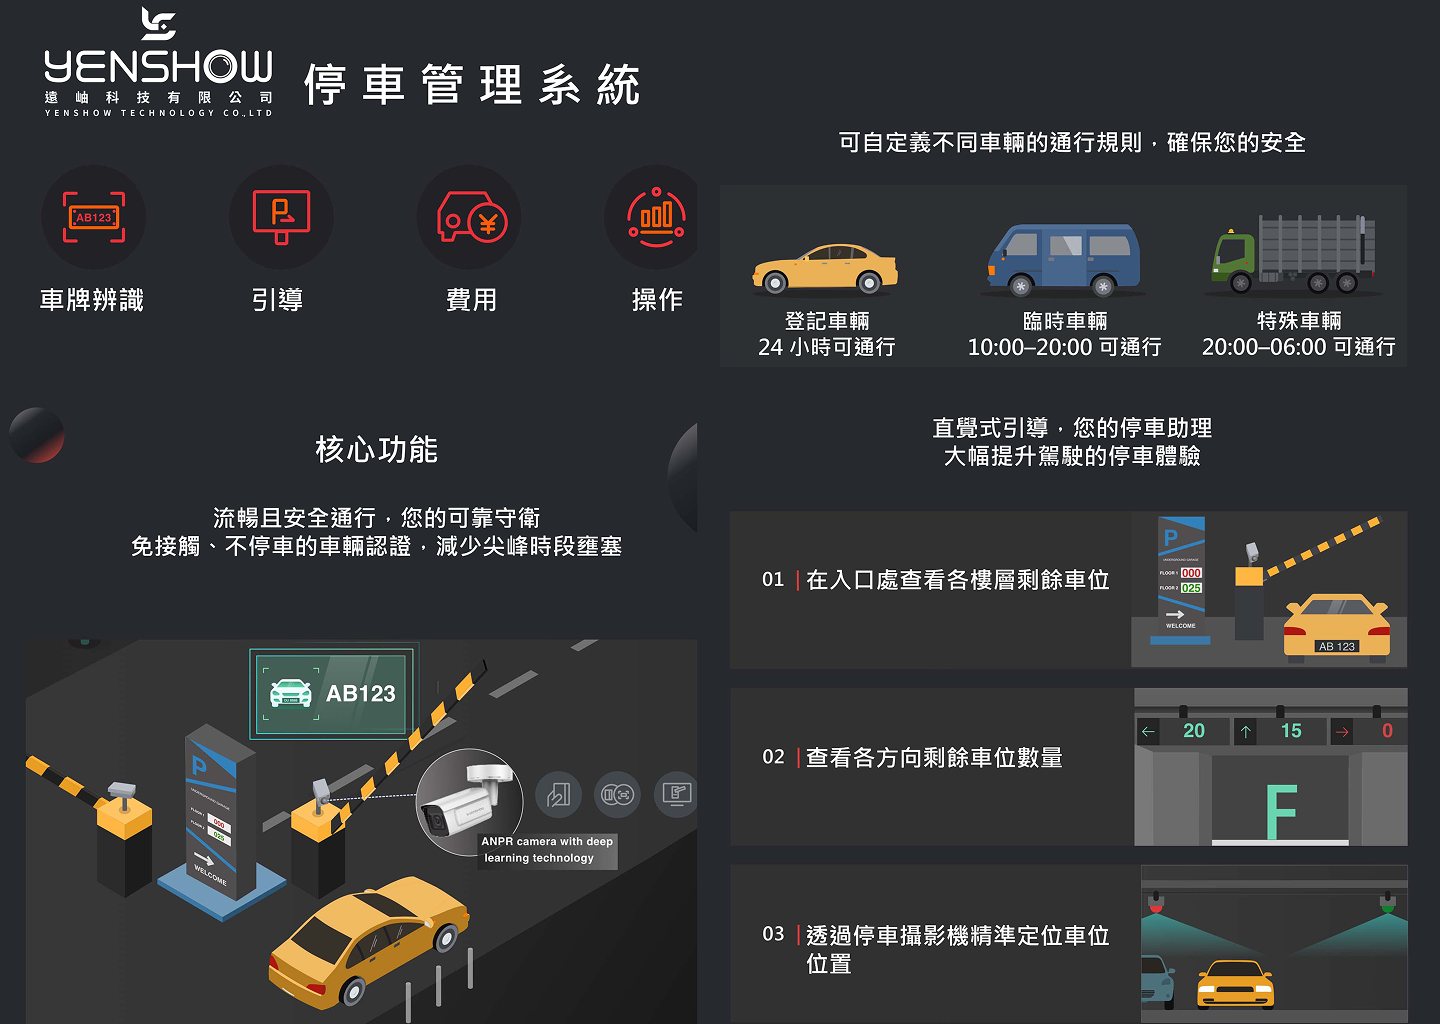 YENSHOW
遠岫科技有限公司
YENSHOW TECHNOLOGY CO.,LTD
停車管理系統
AB123
P
¥
車牌辨識
引導
費用
操作
核心功能
流暢且安全通行，您的可靠守衛
免接觸、不停車的車輛認證，減少尖峰時段壅塞
AB123
P
UNDERGROUND GARAGE
FLOOR 1 000
FLOOR 2 025
WELCOME
ANPR camera with deep
learning technology
可自定義不同車輛的通行規則，確保您的安全
登記車輛
24 小時可通行
臨時車輛
10:00–20:00 可通行
特殊車輛
20:00–06:00 可通行
直覺式引導，您的停車助理
大幅提升駕駛的停車體驗
01 | 在入口處查看各樓層剩餘車位
P
UNDERGROUND GARAGE
FLOOR 1 000
FLOOR 2 025
WELCOME
AB 123
02 | 查看各方向剩餘車位數量
← 20 ↑ 15 → 0
F
03 | 透過停車攝影機精準定位車位
位置